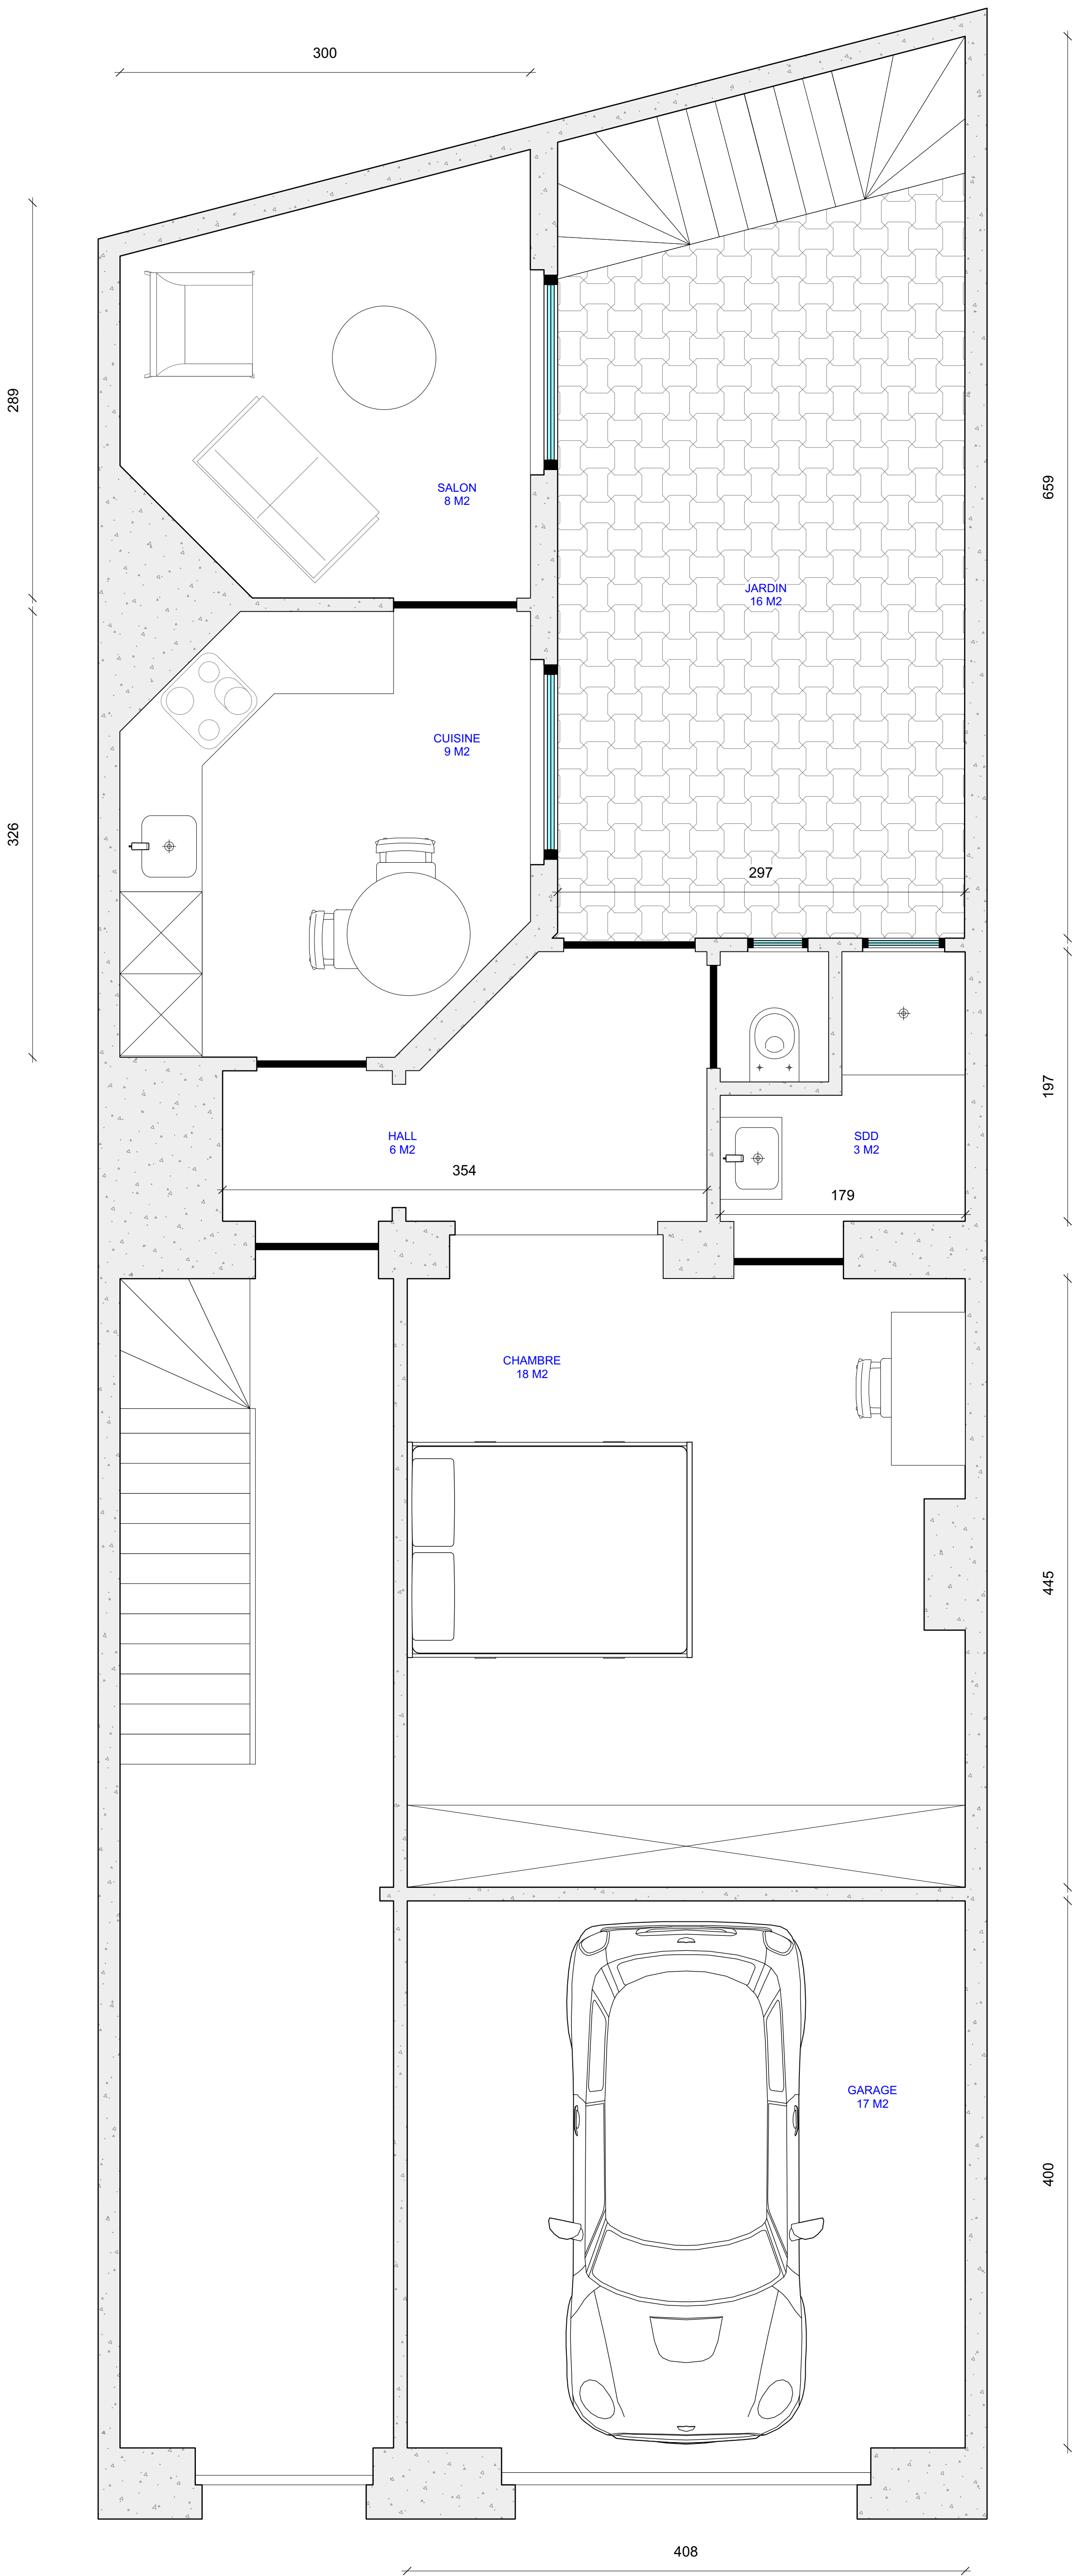 300
289
659
SALON
8 M2
JARDIN
16 M2
CUISINE
9 M2
326
297
HALL
6 M2
SDD
3 M2
197
354
179
CHAMBRE
18 M2
445
GARAGE
17 M2
400
408